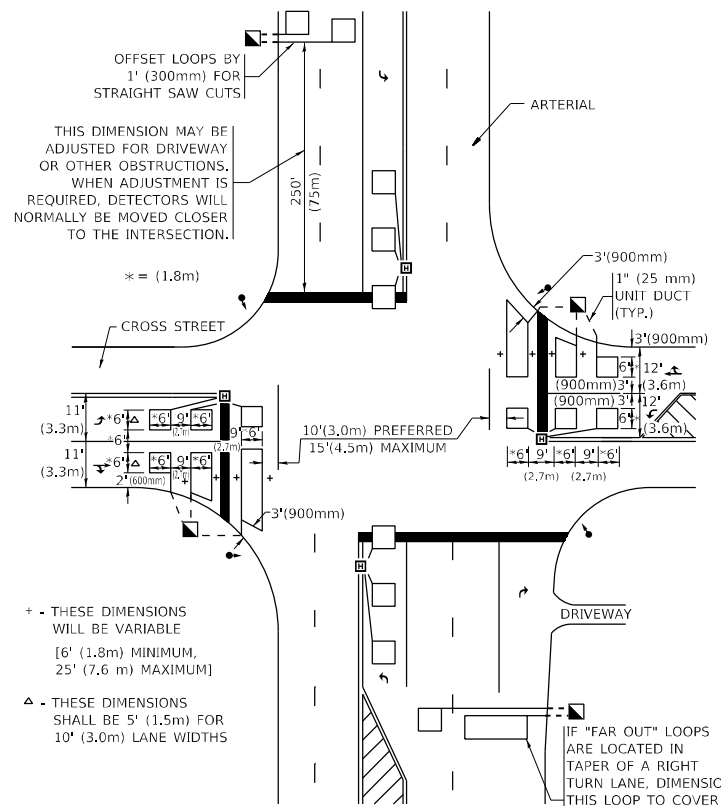 OFFSET LOOPS BY
1' (300mm) FOR
STRAIGHT SAW CUTS
ARTERIAL
THIS DIMENSION MAY BE
ADJUSTED FOR DRIVEWAY
OR OTHER OBSTRUCTIONS.
WHEN ADJUSTMENT IS
REQUIRED, DETECTORS WILL
NORMALLY BE MOVED CLOSER
TO THE INTERSECTION.
250'
(75m)
* = (1.8m)
H
3'(900mm)
1" (25 mm)
UNIT DUCT
(TYP.)
CROSS STREET
3'(900mm)
6'* 12'
(3.6m)
(900mm) 3'
(900mm) 3' 12'
6'* (3.6m)
H
*6' 9' *6' 9' *6'
(2.7m) (2.7m)
H
11'
(3.3m)
*6' △ *6' 9' *6'
*6'
9' *6'
(2.7m)
11'
(3.3m)
*6' △ *6' 9' *6'
2' (600mm)
10'(3.0m) PREFERRED
15'(4.5m) MAXIMUM
3'(900mm)
H
+ - THESE DIMENSIONS
WILL BE VARIABLE
[6' (1.8m) MINIMUM,
25' (7.6 m) MAXIMUM]
△ - THESE DIMENSIONS
SHALL BE 5' (1.5m) FOR
10' (3.0m) LANE WIDTHS
DRIVEWAY
IF "FAR OUT" LOOPS
ARE LOCATED IN
TAPER OF A RIGHT
TURN LANE, DIMENSIO
THIS LOOP TO COVER